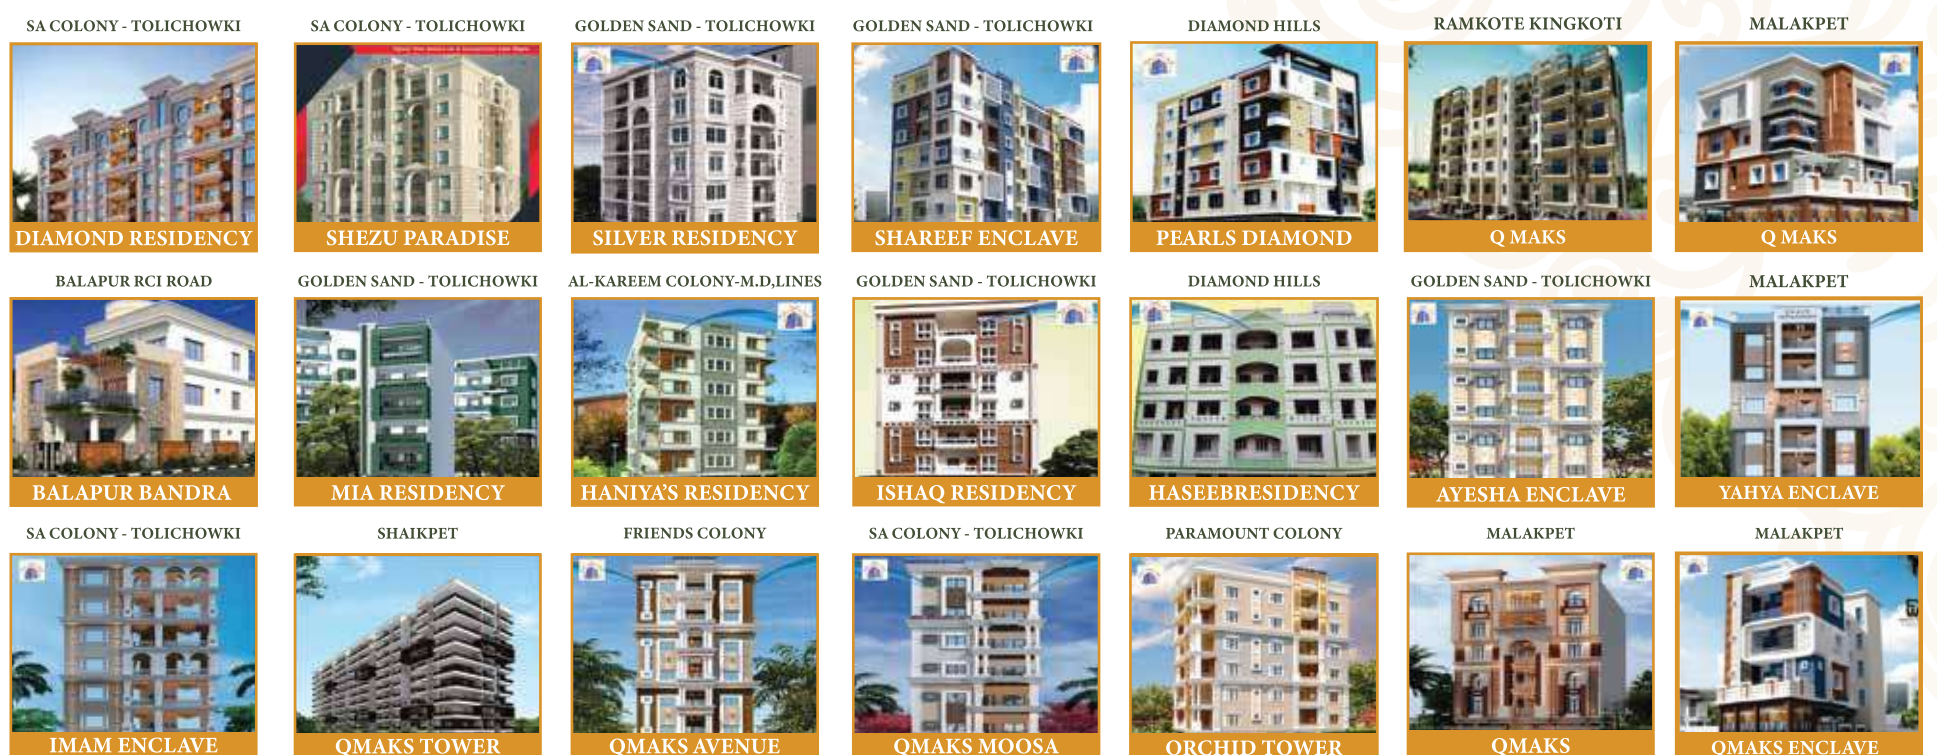 SA COLONY - TOLICHOWKI
SA COLONY - TOLICHOWKI
GOLDEN SAND - TOLICHOWKI
GOLDEN SAND - TOLICHOWKI
DIAMOND HILLS
RAMKOTE KINGKOTI
MALAKPET
DIAMOND RESIDENCY
SHEZU PARADISE
SILVER RESIDENCY
SHAREEF ENCLAVE
PEARLS DIAMOND
Q MAKS
Q MAKS
BALAPUR RCI ROAD
GOLDEN SAND - TOLICHOWKI
AL-KAREEM COLONY-M.D,LINES
GOLDEN SAND - TOLICHOWKI
DIAMOND HILLS
GOLDEN SAND - TOLICHOWKI
MALAKPET
BALAPUR BANDRA
MIA RESIDENCY
HANIYA'S RESIDENCY
ISHAQ RESIDENCY
HASEEBRESIDENCY
AYESHA ENCLAVE
YAHYA ENCLAVE
SA COLONY - TOLICHOWKI
SHAIKPET
FRIENDS COLONY
SA COLONY - TOLICHOWKI
PARAMOUNT COLONY
MALAKPET
MALAKPET
IMAM ENCLAVE
QMAKS TOWER
QMAKS AVENUE
QMAKS MOOSA
ORCHID TOWER
QMAKS
QMAKS ENCLAVE